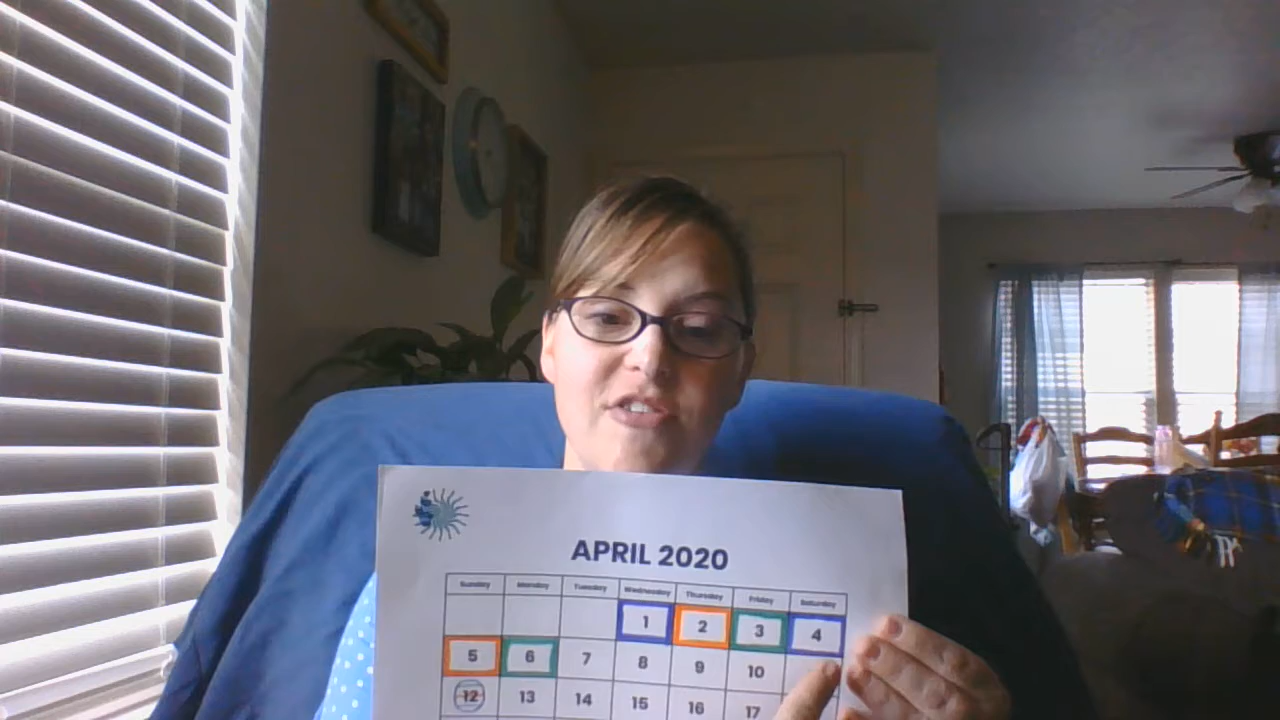 APRIL 2020
Sunday Monday Tuesday Wednesday Thursday Friday Saturday
1 2 3 4
5 6 7 8 9 10
12 13 14 15 16 17